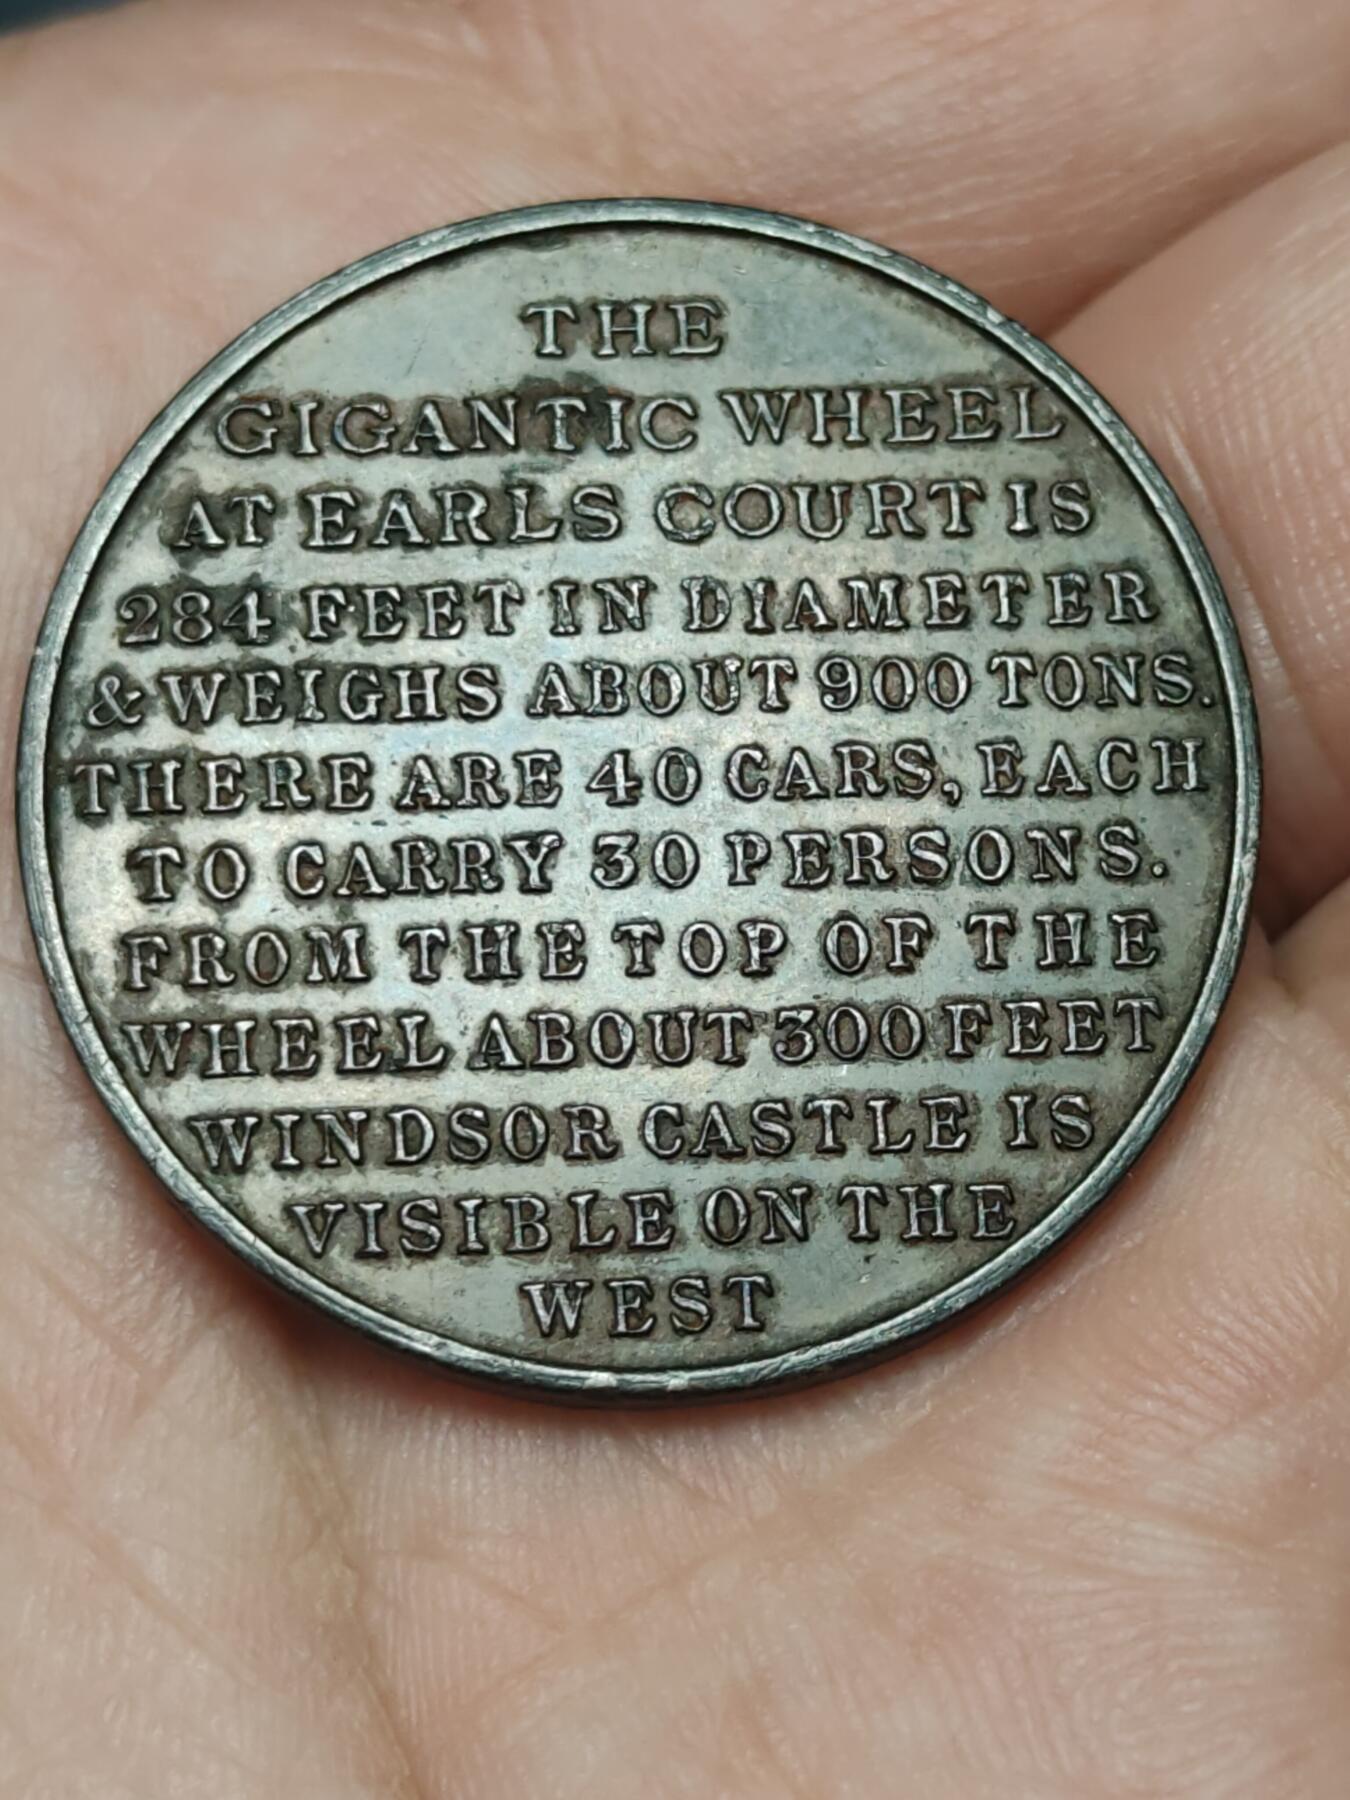 THE
GIGANTIC WHEEL
AT EARLS COURT IS
284 FEET IN DIAMETER
& WEIGHS ABOUT 900 TONS.
THERE ARE 40 CARS, EACH
TO CARRY 30 PERSONS.
FROM THE TOP OF THE
WHEEL ABOUT 300 FEET
WINDSOR CASTLE IS
VISIBLE ON THE
WEST